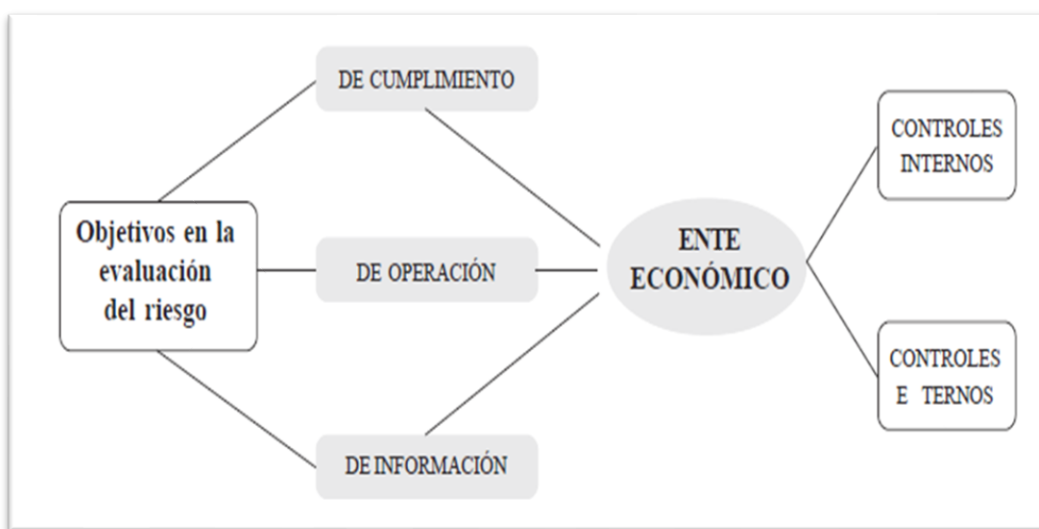 DE CUMPLIMIENTO
Objetivos en la
evaluación
del riesgo
DE OPERACIÓN
DE INFORMACIÓN
ENTE
ECONÓMICO
CONTROLES
INTERNOS
CONTROLES
E TERNOS